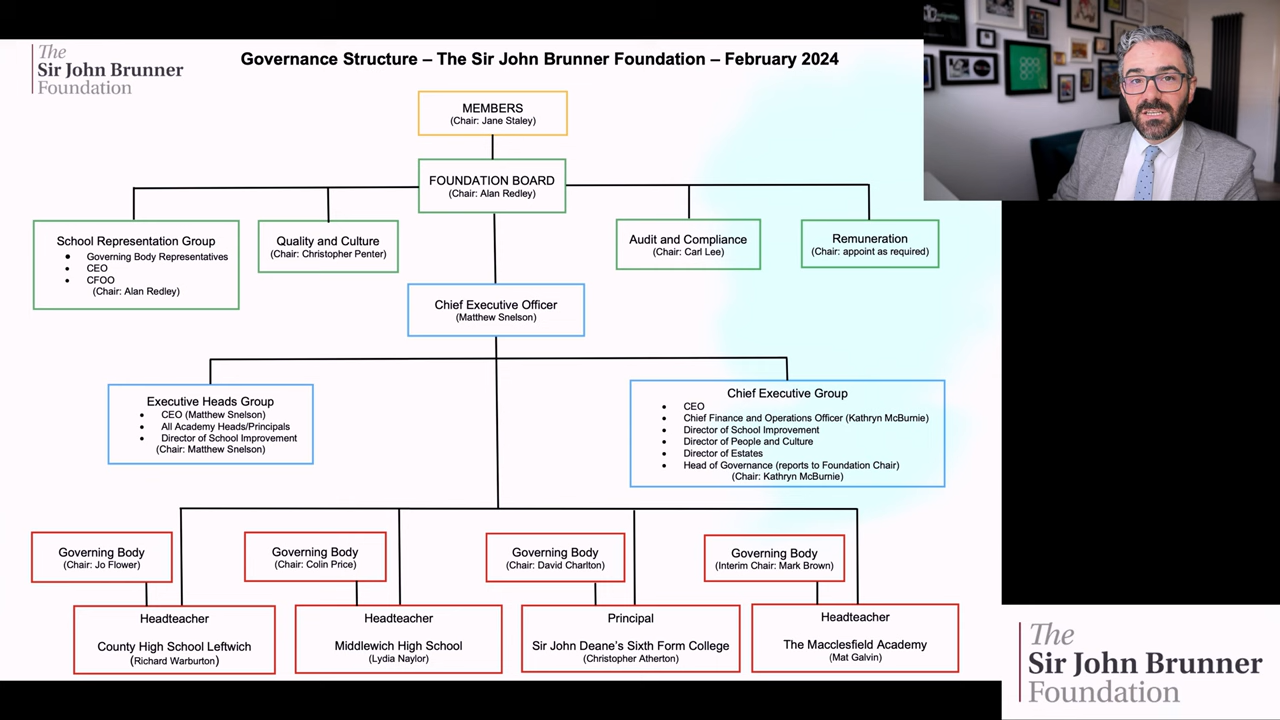 The
Sir John Brunner
Foundation
Governance Structure – The Sir John Brunner Foundation – February 2024
MEMBERS
(Chair: Jane Staley)
FOUNDATION BOARD
(Chair: Alan Redley)
School Representation Group
• Governing Body Representatives
• CEO
• CFOO
(Chair: Alan Redley)
Quality and Culture
(Chair: Christopher Penter)
Audit and Compliance
(Chair: Carl Lee)
Remuneration
(Chair: appoint as required)
Chief Executive Officer
(Matthew Snelson)
Executive Heads Group
• CEO (Matthew Snelson)
• All Academy Heads/Principals
• Director of School Improvement
(Chair: Matthew Snelson)
Chief Executive Group
• CEO
• Chief Finance and Operations Officer (Kathryn McBurnie)
• Director of School Improvement
• Director of People and Culture
• Director of Estates
• Head of Governance (reports to Foundation Chair)
(Chair: Kathryn McBurnie)
Governing Body
(Chair: Jo Flower)
Governing Body
(Chair: Colin Price)
Governing Body
(Chair: David Charlton)
Governing Body
(Interim Chair: Mark Brown)
Headteacher
County High School Leftwich
(Richard Warburton)
Headteacher
Middlewich High School
(Lydia Naylor)
Principal
Sir John Deane's Sixth Form College
(Christopher Atherton)
Headteacher
The Macclesfield Academy
(Mat Galvin)
The
Sir John Brunner
Foundation